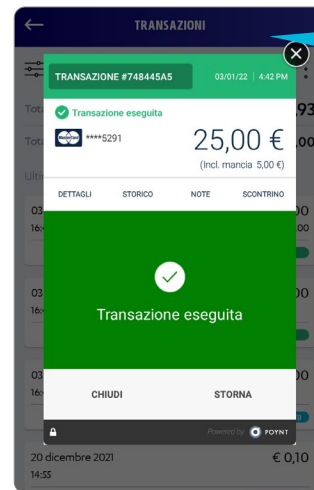 TRANSAZIONI
TRANSAZIONE #748445A5 03/01/22 | 4:42 PM
Transazione eseguita
****5291 25,00 €
(Incl. mancia 5,00 €)
DETTAGLI STORICO NOTE SCONTRINO
Transazione eseguita
CHIUDI STORNA
Powered by POYNT
20 dicembre 2021 € 0,10
14:55